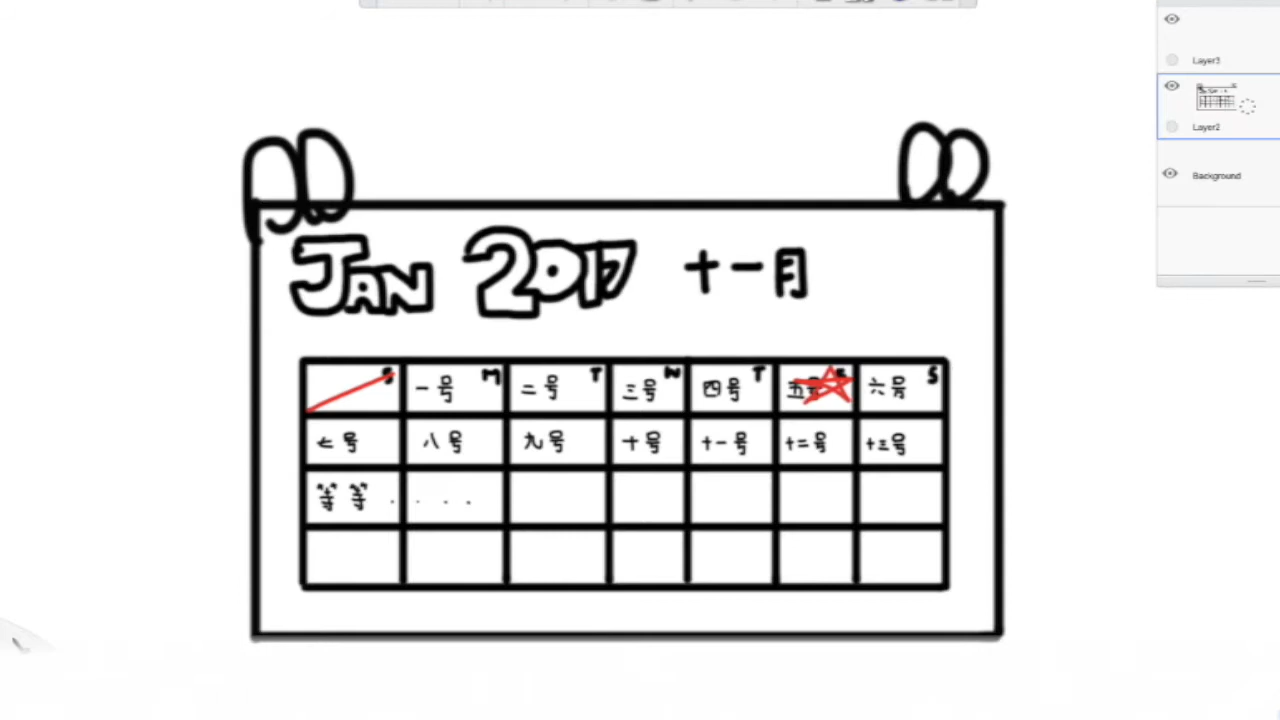 Layer3
Layer2
Background
JAN 2017 十一月
S M T W T S
一号 二号 三号 四号 五号 六号
七号 八号 九号 十号 十一号 十二号 十三号
等等.....